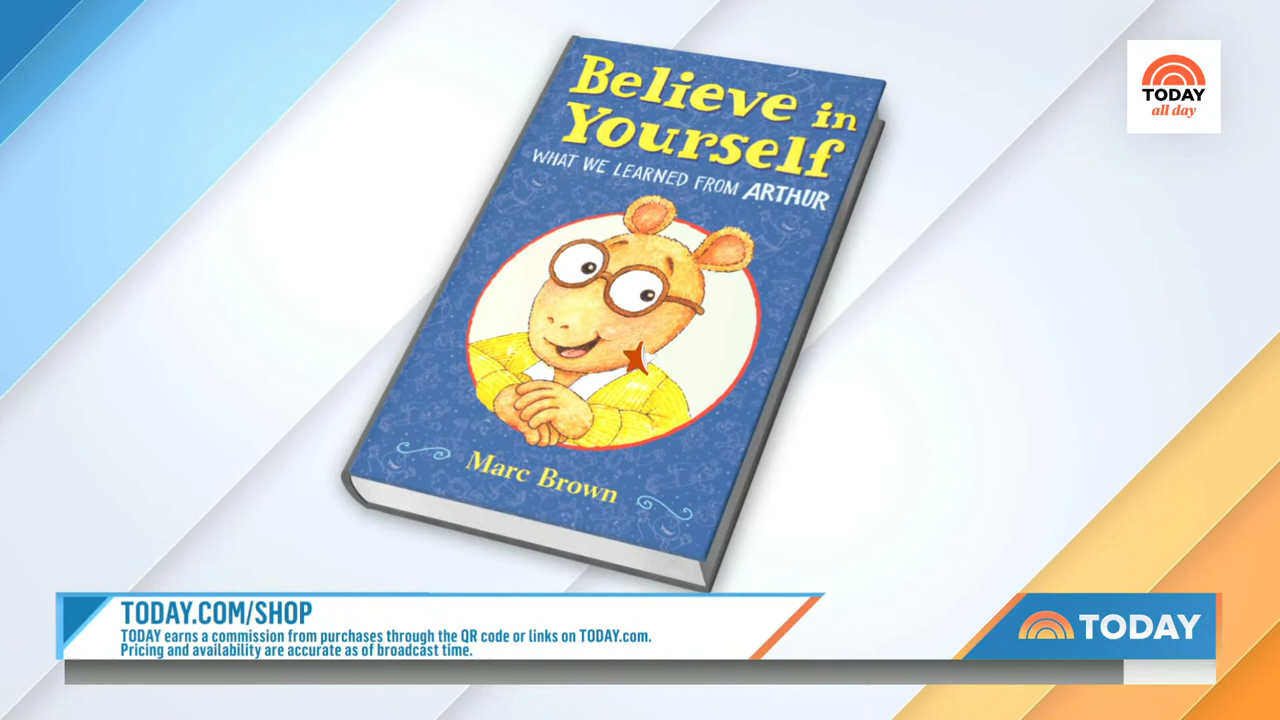 Believe in
Yourself
WHAT WE LEARNED FROM ARTHUR
Marc Brown
TODAY
all day
TODAY.COM/SHOP
TODAY earns a commission from purchases through the QR code or links on TODAY.com.
Pricing and availability are accurate as of broadcast time.
TODAY